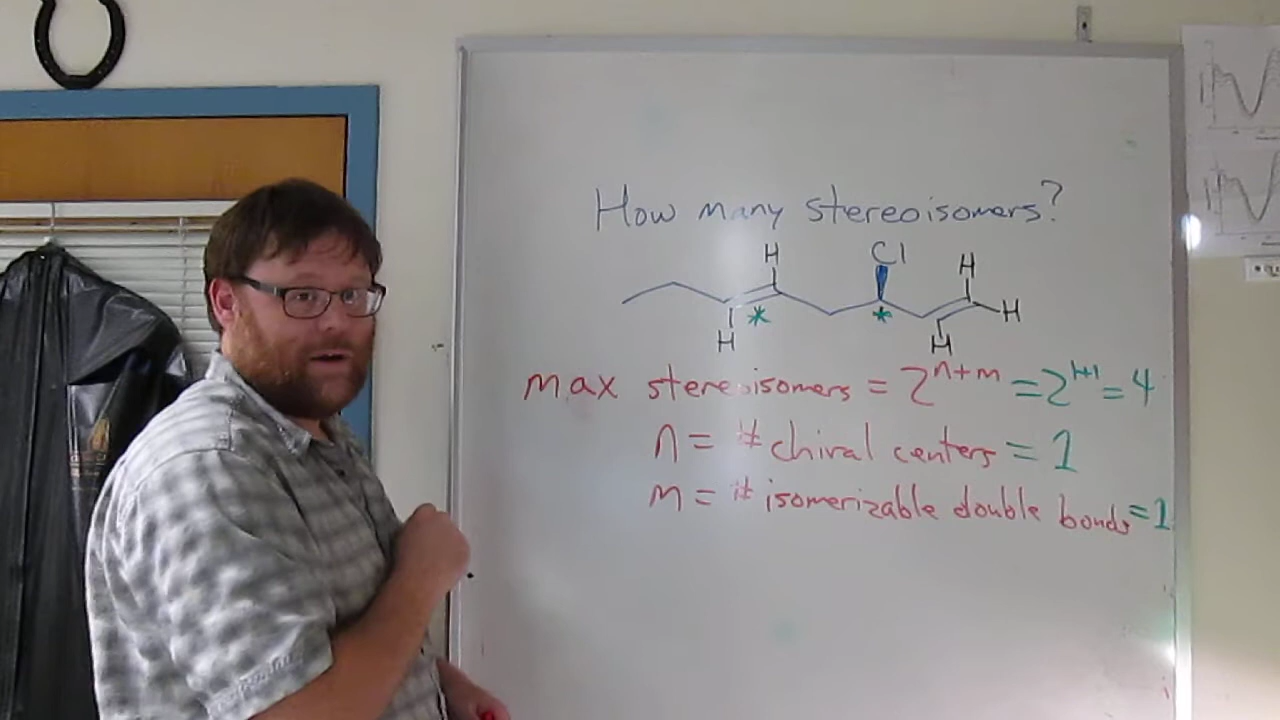 How many stereoisomers?
H Cl H
H
H H
max stereoisomers = 2^n+m = 2^1+1 = 4
n = # chiral centers = 1
m = # isomerizable double bonds = 1